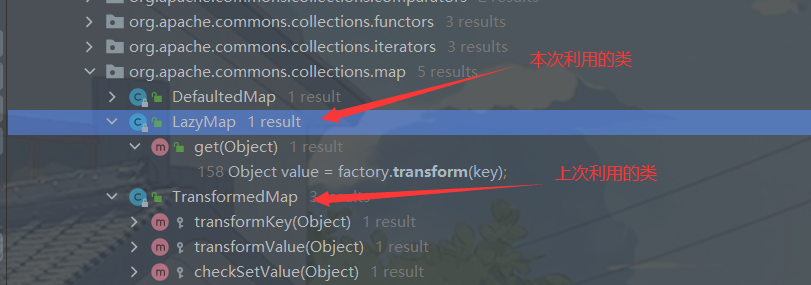 org.apache.commons.collections.comparators 2 results
org.apache.commons.collections.functors 3 results
org.apache.commons.collections.iterators 3 results
org.apache.commons.collections.map 5 results
本次利用的类
DefaultedMap 1 result
LazyMap 1 result
get(Object) 1 result
158 Object value = factory.transform(key);
上次利用的类
TransformedMap 3 results
transformKey(Object) 1 result
transformValue(Object) 1 result
checkSetValue(Object) 1 result